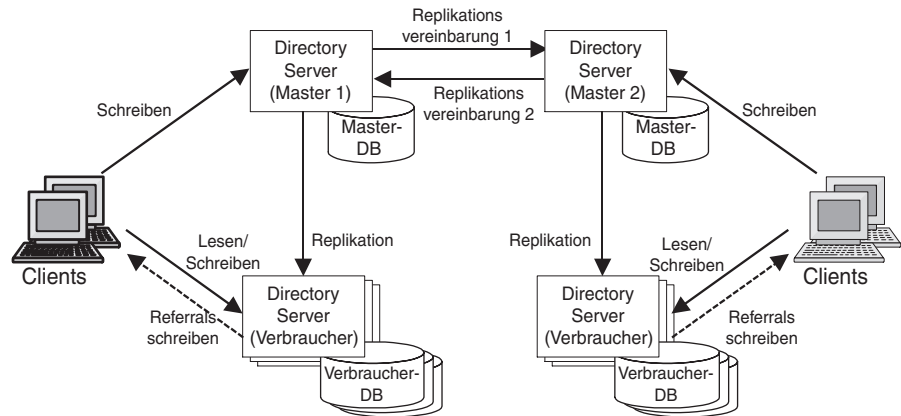 Replikations
vereinbarung 1
Directory
Server
(Master 1)
Directory
Server
(Master 2)
Replikations
vereinbarung 2
Schreiben
Schreiben
Master-
DB
Master-
DB
Clients
Lesen/
Schreiben
Replikation
Replikation
Lesen/
Schreiben
Clients
Referrals
schreiben
Directory
Server
(Verbraucher)
Directory
Server
(Verbraucher)
Referrals
schreiben
Verbraucher-
DB
Verbraucher-
DB